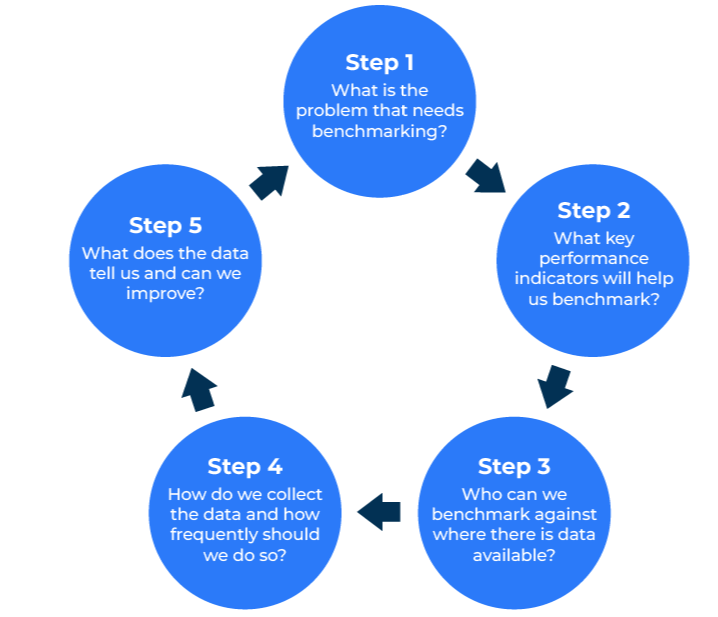 Step 1
What is the
problem that needs
benchmarking?
Step 2
What key
performance
indicators will help
us benchmark?
Step 3
Who can we
benchmark against
where there is data
available?
Step 4
How do we collect
the data and how
frequently should
we do so?
Step 5
What does the data
tell us and can we
improve?